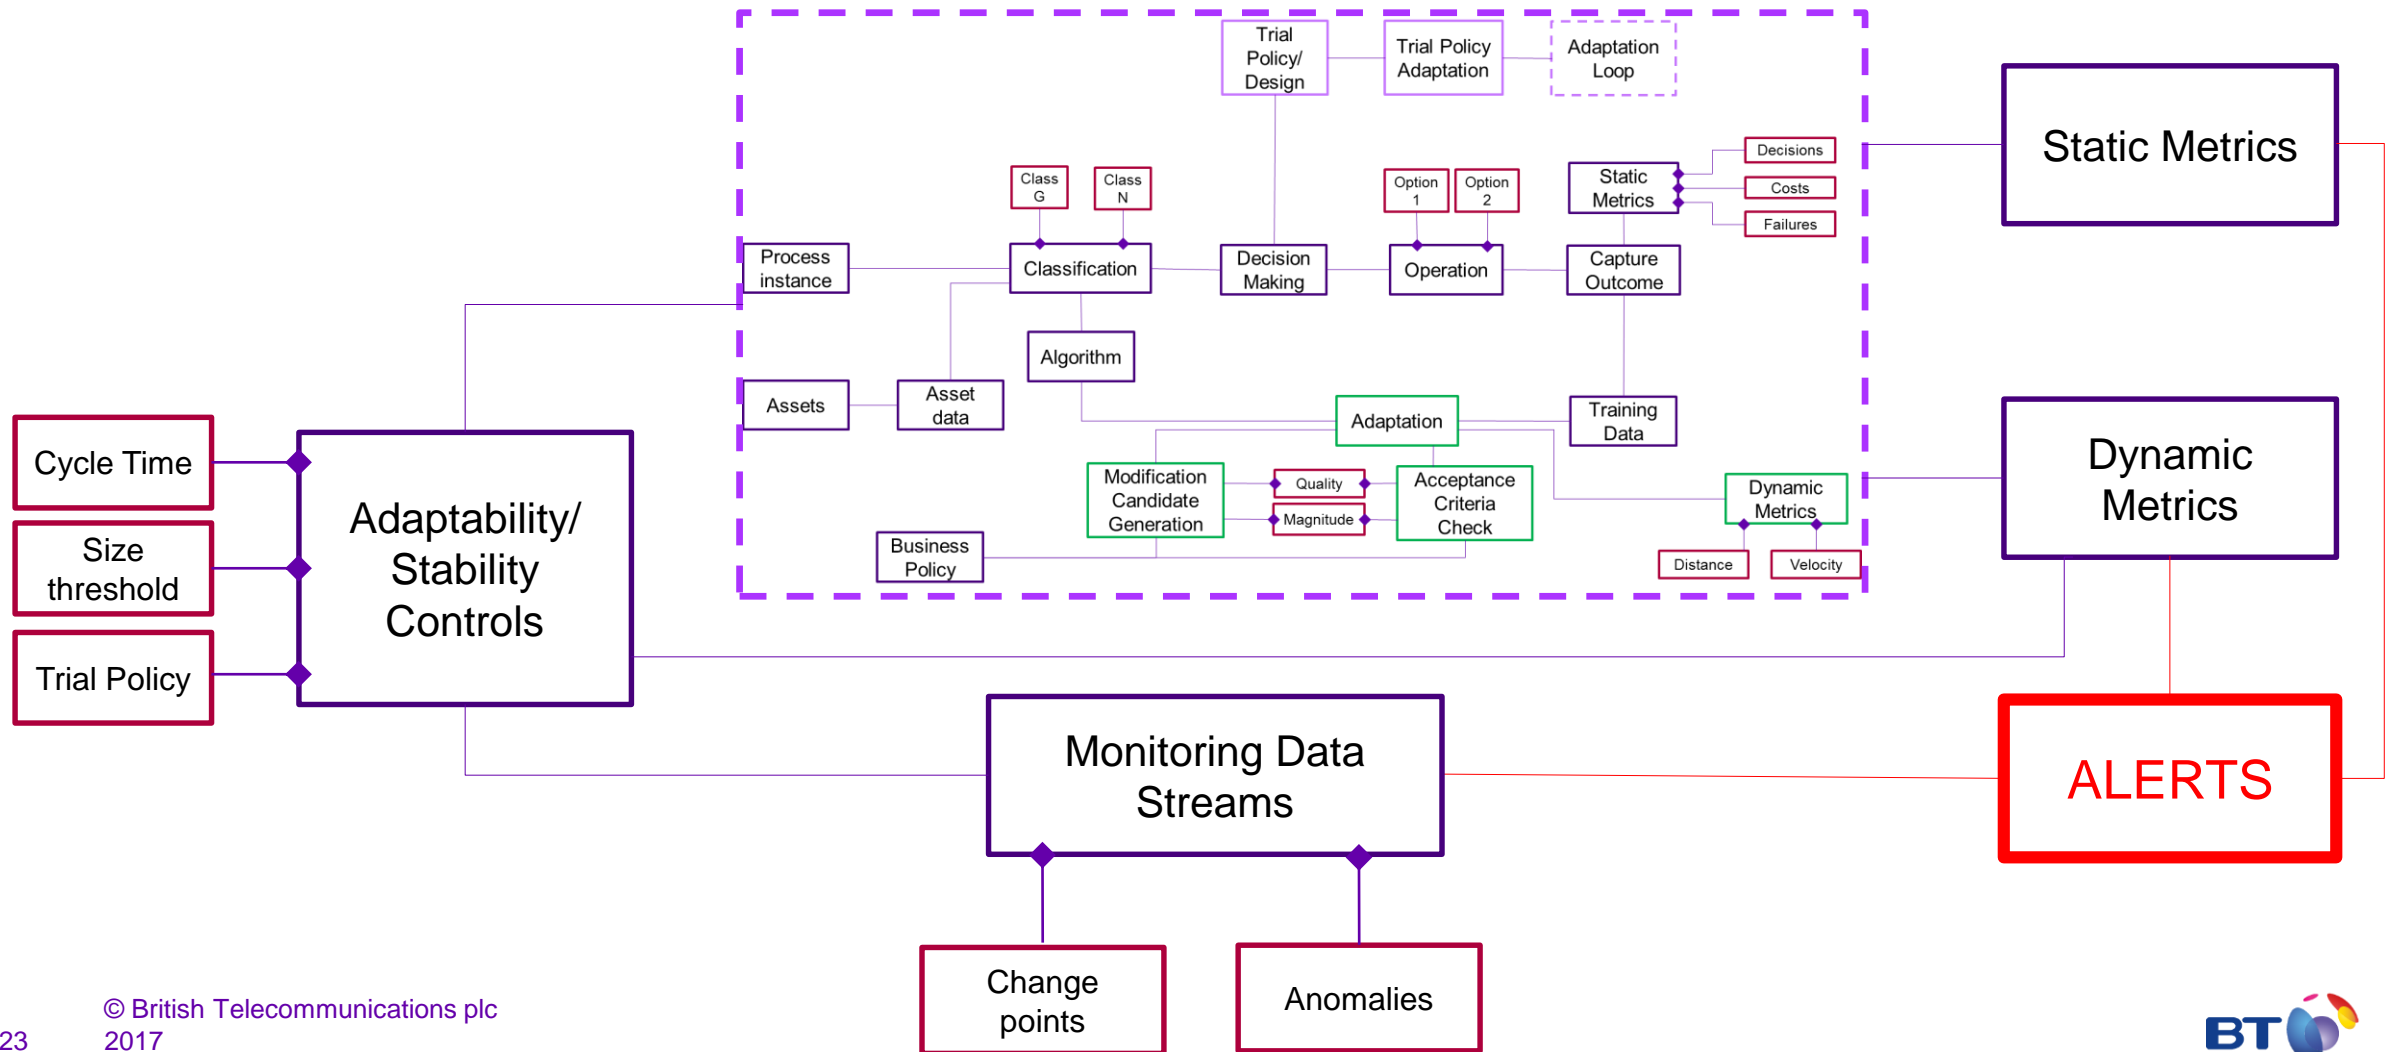 Trial
Policy/
Design
Trial Policy
Adaptation
Adaptation
Loop
Static Metrics
Decisions
Class
G
Class
N
Option
1
Option
2
Static
Metrics
Costs
Failures
Process
instance
Classification
Decision
Making
Operation
Capture
Outcome
Algorithm
Assets
Asset
data
Adaptation
Training
Data
Dynamic
Metrics
Cycle Time
Size
threshold
Trial Policy
Adaptability/
Stability
Controls
Modification
Candidate
Generation
Quality
Magnitude
Acceptance
Criteria
Check
Dynamic
Metrics
Business
Policy
Distance
Velocity
Monitoring Data
Streams
ALERTS
Change
points
Anomalies
© British Telecommunications plc
2017
23
BT